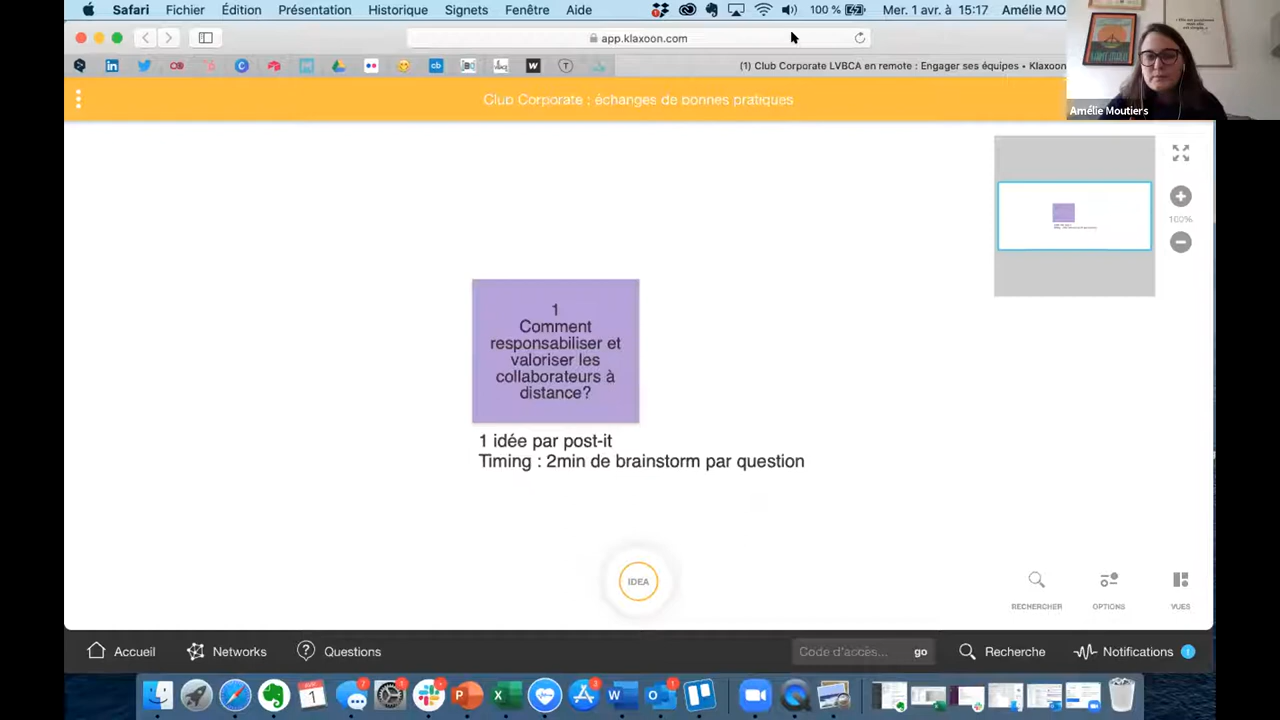 Safari Fichier Édition Présentation Historique Signets Fenêtre Aide 100 % Mer. 1 avr. à 15:17 Amélie MO
app.klaxoon.com
(1) Club Corporate LVBCA en remote : Engager ses équipes • Klaxoon
Amélie Moutiers
Club Corporate : échanges de bonnes pratiques
100%
1
Comment
responsabiliser et
valoriser les
collaborateurs à
distance?
1 idée par post-it
Timing : 2min de brainstorm par question
IDEA
RECHERCHER OPTIONS VUES
Accueil Networks Questions Code d'accès... go Recherche Notifications 1